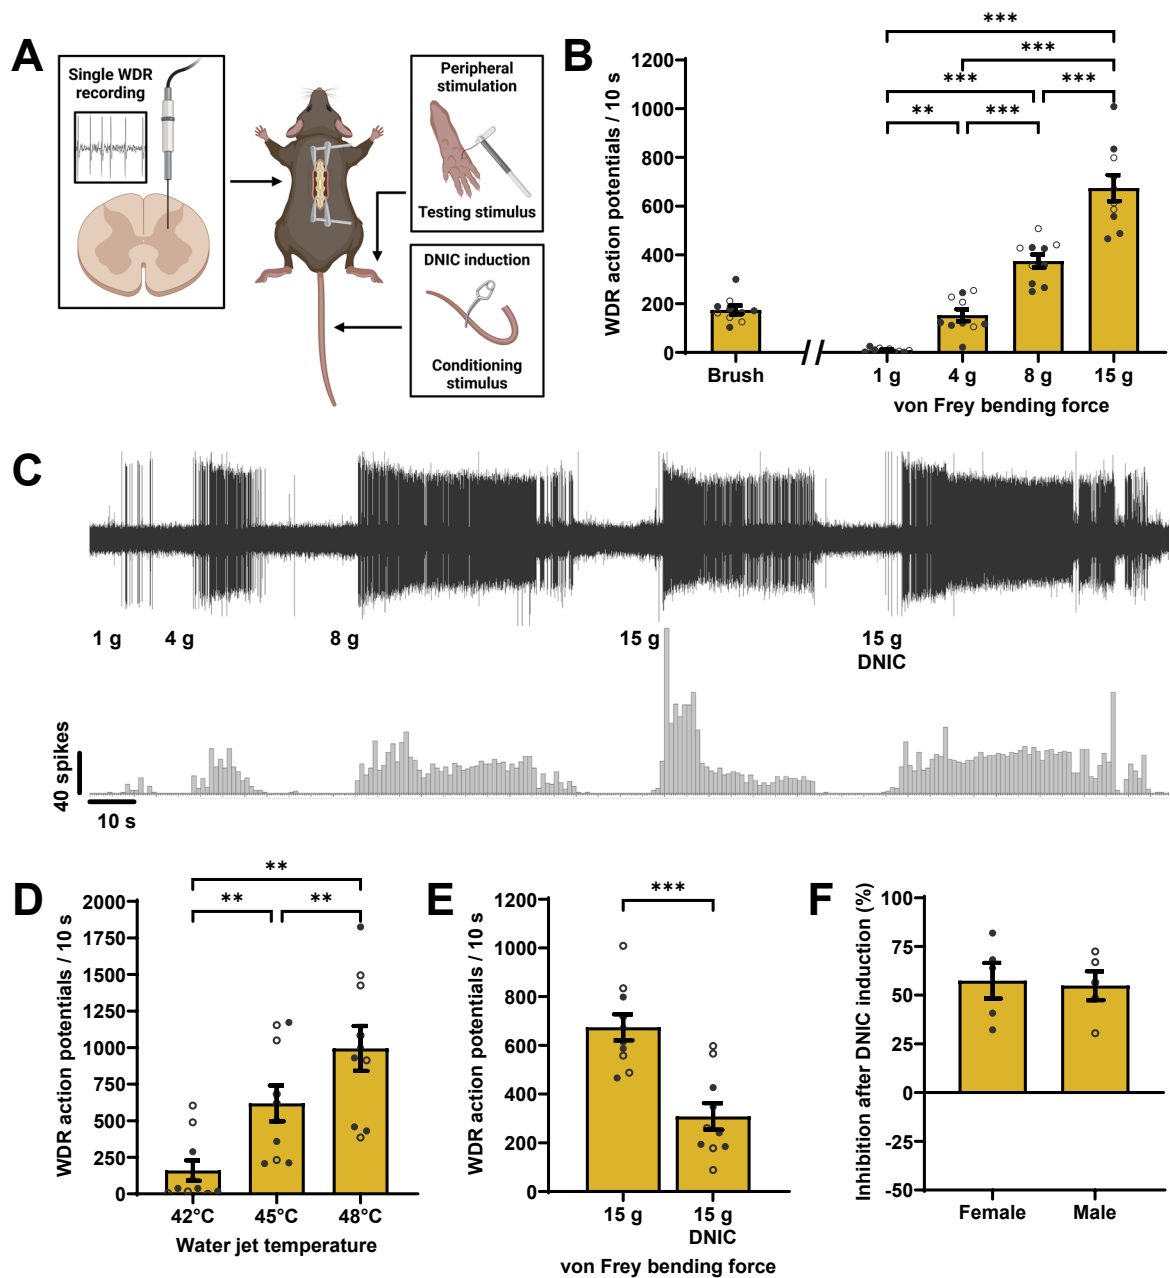 A
Single WDR
recording
Peripheral
stimulation
Testing stimulus
DNIC induction
Conditioning
stimulus
B
WDR action potentials / 10 s
1200
1000
800
600
400
200
0
***
***
*** ***
** ***
Brush
1 g 4 g 8 g 15 g
von Frey bending force
C
1 g 4 g 8 g 15 g 15 g
DNIC
40 spikes
10 s
D
WDR action potentials / 10 s
2000
1750
1500
1250
1000
750
500
250
0
**
** **
42°C 45°C 48°C
Water jet temperature
E
WDR action potentials / 10 s
1200
1000
800
600
400
200
0
***
15 g 15 g
DNIC
von Frey bending force
F
Inhibition after DNIC induction (%)
100
75
50
25
0
-25
-50
Female Male